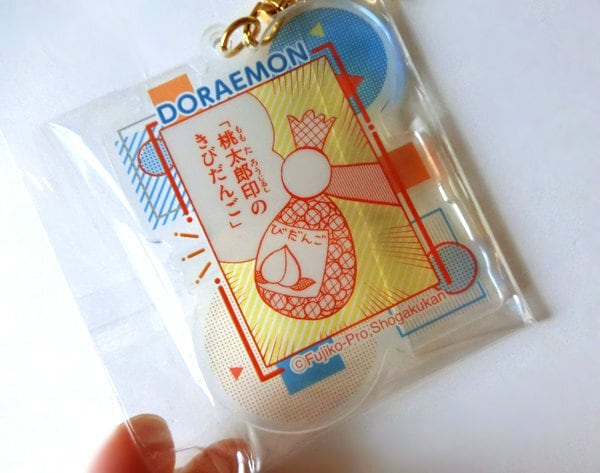 DORAEMON
「桃太郎印の
きびだんご」
びだんご
©Fujiko-Pro,Shogakukan